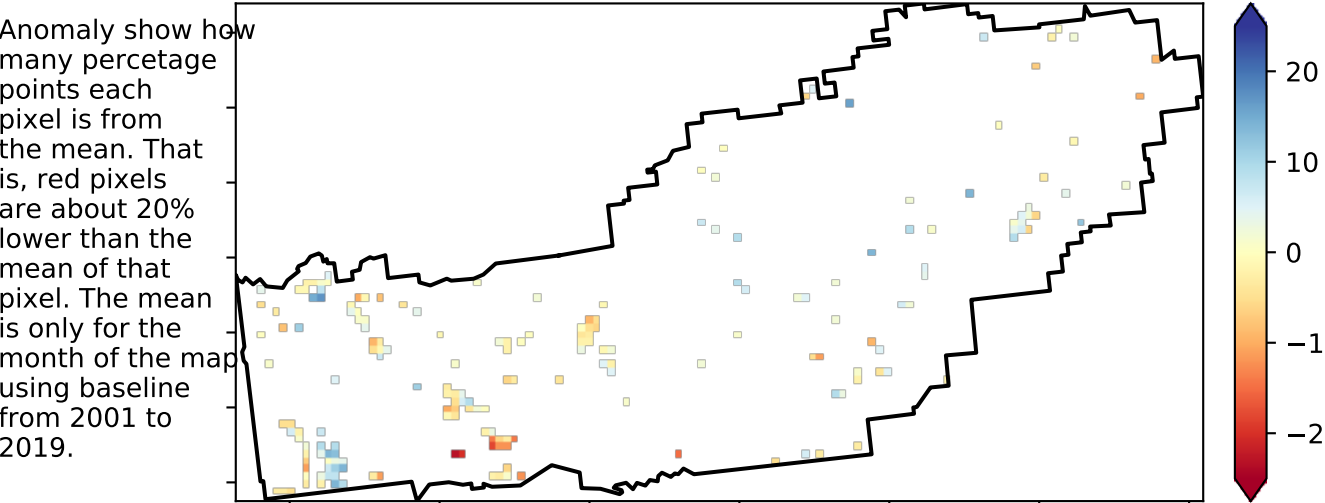 Anomaly show how
many percetage
points each
pixel is from
the mean. That
is, red pixels
are about 20%
lower than the
mean of that
pixel. The mean
is only for the
month of the map
using baseline
from 2001 to
2019.
20
10
0
−1
−2